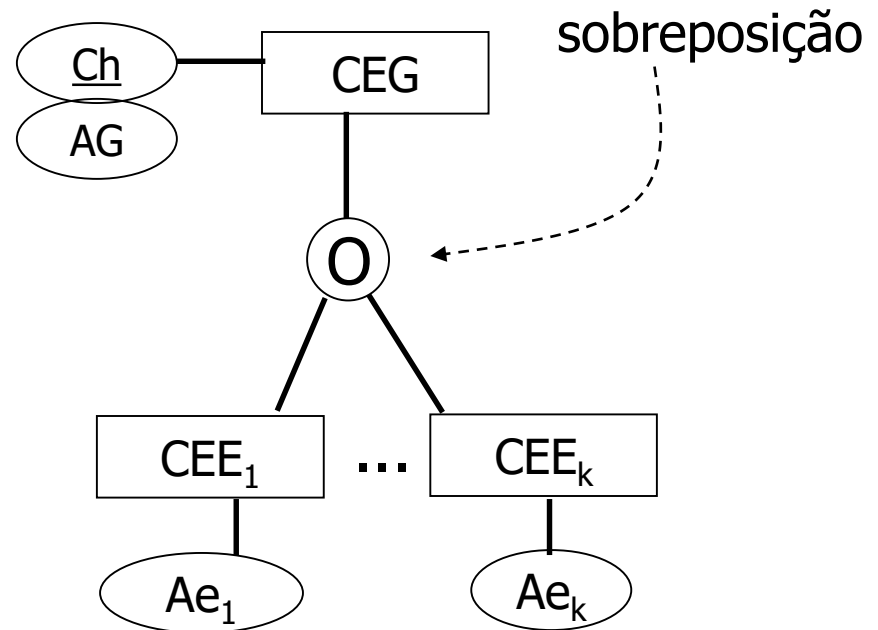 sobreposição
Ch
CEG
AG
O
CEE₁
...
CEEₖ
Ae₁
Aeₖ